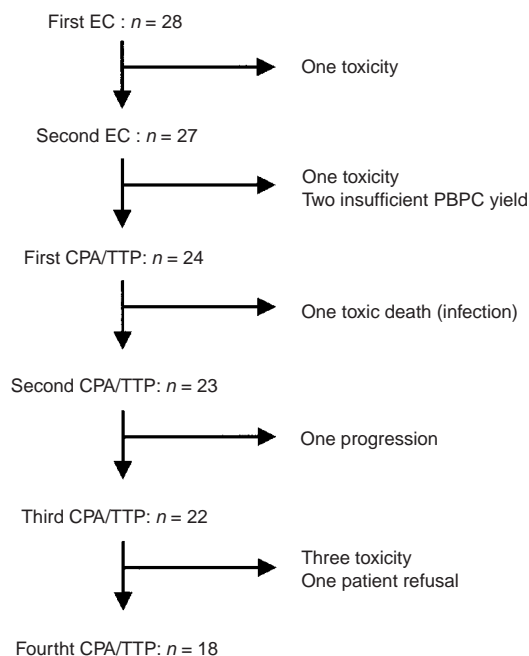 First EC : n = 28
One toxicity
Second EC : n = 27
One toxicity
Two insufficient PBPC yield
First CPA/TTP: n = 24
One toxic death (infection)
Second CPA/TTP: n = 23
One progression
Third CPA/TTP: n = 22
Three toxicity
One patient refusal
Fourtht CPA/TTP: n = 18